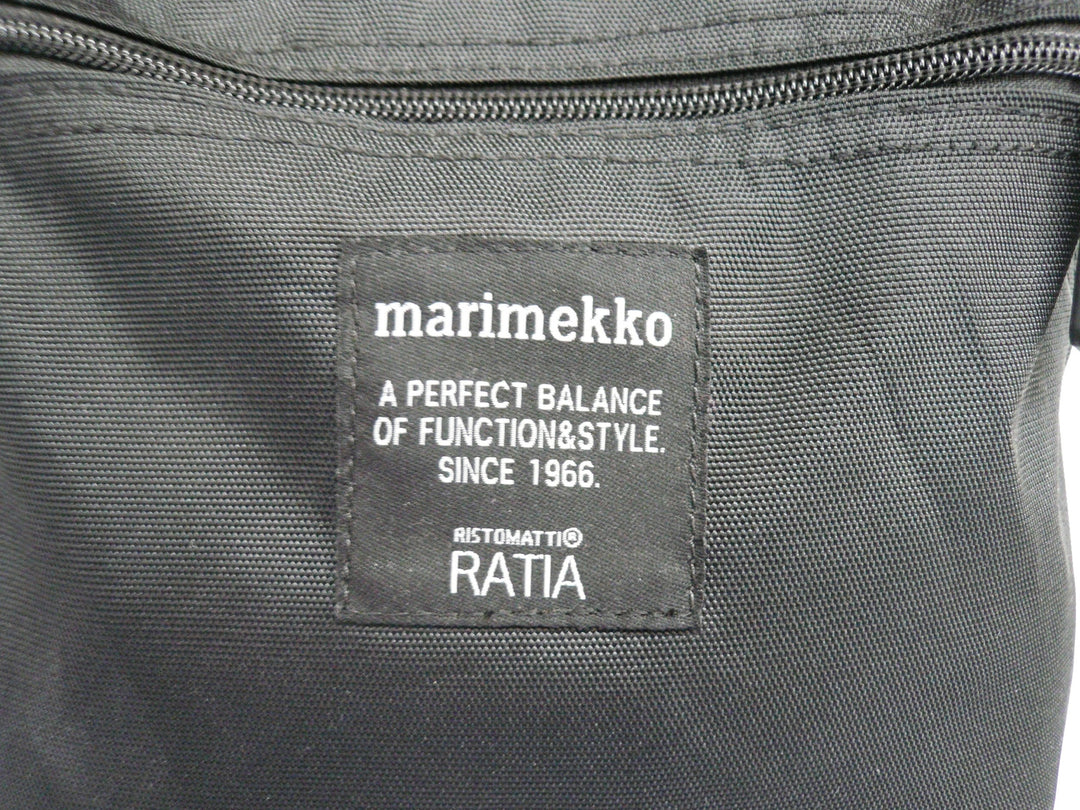 marimekko
A PERFECT BALANCE
OF FUNCTION&STYLE.
SINCE 1966.
RISTOMATTI®
RATIA